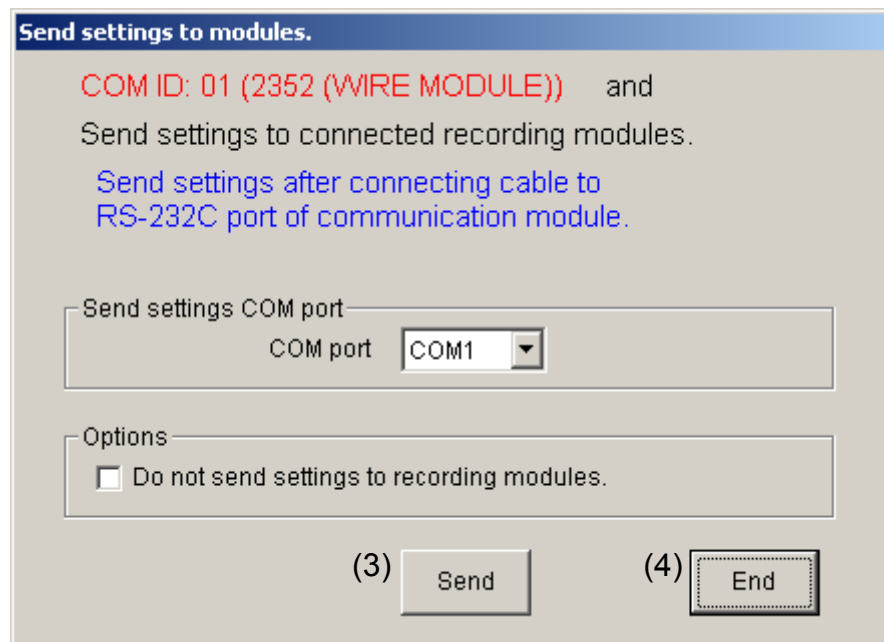 Send settings to modules.
COM ID: 01 (2352 (WIRE MODULE)) and
Send settings to connected recording modules.
Send settings after connecting cable to
RS-232C port of communication module.
Send settings COM port
COM port COM1
Options
Do not send settings to recording modules.
(3) Send (4) End